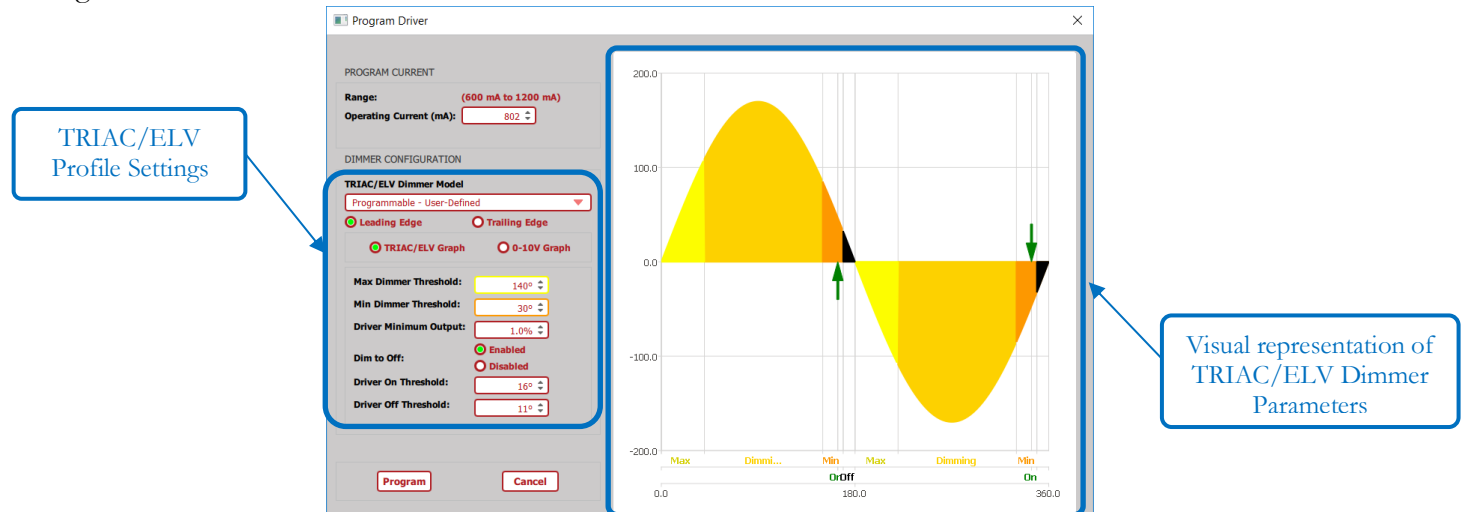 Program Driver
PROGRAM CURRENT
Range: (600 mA to 1200 mA)
Operating Current (mA): 802
DIMMER CONFIGURATION
TRIAC/ELV Dimmer Model
Programmable - User-Defined
Leading Edge Trailing Edge
TRIAC/ELV Graph 0-10V Graph
Max Dimmer Threshold: 140°
Min Dimmer Threshold: 30°
Driver Minimum Output: 1.0%
Enabled
Dim to Off:
Disabled
Driver On Threshold: 16°
Driver Off Threshold: 11°
Program Cancel
TRIAC/ELV
Profile Settings
200.0
100.0
0.0
-100.0
-200.0
Max Dimmi... Min Max Dimming Min
On Off On
0.0 180.0 360.0
Visual representation of
TRIAC/ELV Dimmer
Parameters